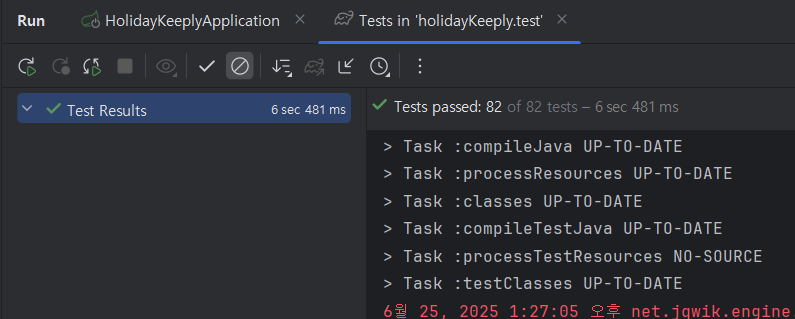 Run HolidayKeeplyApplication Tests in 'holidayKeeply.test'
Test Results 6 sec 481 ms
Tests passed: 82 of 82 tests – 6 sec 481 ms
> Task :compileJava UP-TO-DATE
> Task :processResources UP-TO-DATE
> Task :classes UP-TO-DATE
> Task :compileTestJava UP-TO-DATE
> Task :processTestResources NO-SOURCE
> Task :testClasses UP-TO-DATE
6월 25, 2025 1:27:05 오후 net.jqwik.engine